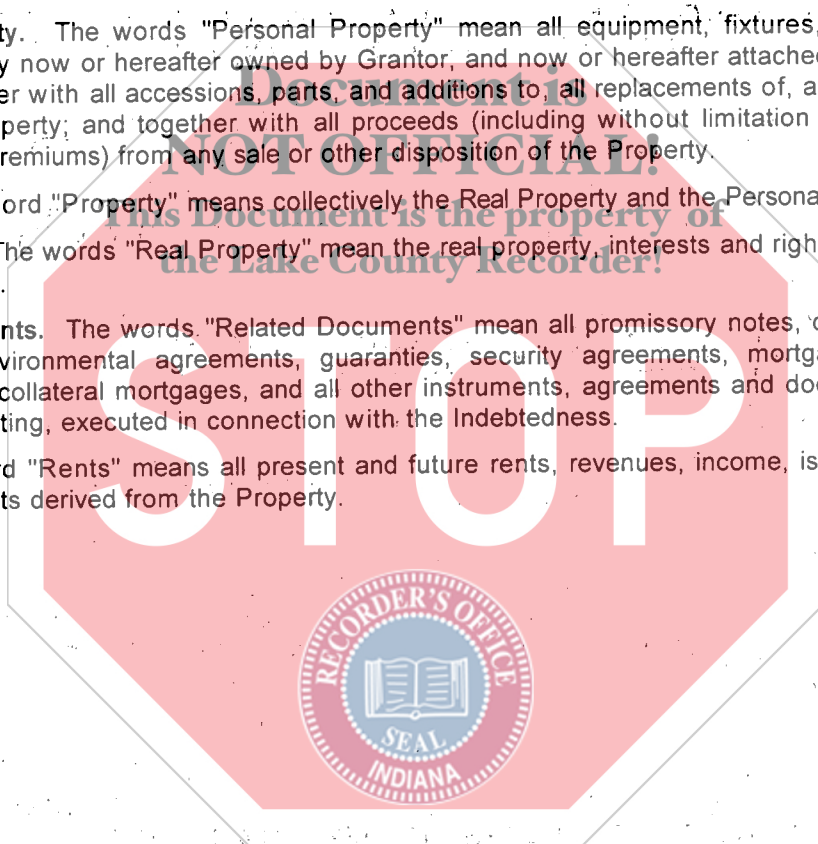 ty. The words "Personal Property" mean all equipment, fixtures,
y now or hereafter owned by Grantor, and now or hereafter attached
Document is
er with all accessions, parts, and additions to, all replacements of, a
perty; and together with all proceeds (including without limitation
NOT OFFICIAL!
remiums) from any sale or other disposition of the Property.
ord "Property" means collectively the Real Property and the Persona
This Document is the property of
The words "Real Property" mean the real property, interests and righ
the Lake County Recorder!
.
nts. The words "Related Documents" mean all promissory notes, c
vironmental agreements, guaranties, security agreements, mortga
collateral mortgages, and all other instruments, agreements and doc
ting, executed in connection with the Indebtedness.
STOP
rd "Rents" means all present and future rents, revenues, income, is
ts derived from the Property.
RECORDER'S OFFICE
SEAL
INDIANA